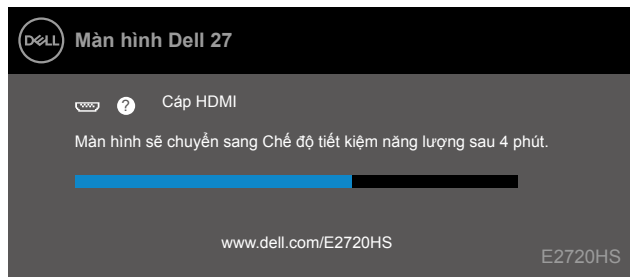 DELL Màn hình Dell 27
? Cáp HDMI
Màn hình sẽ chuyển sang Chế độ tiết kiệm năng lượng sau 4 phút.
www.dell.com/E2720HS
E2720HS